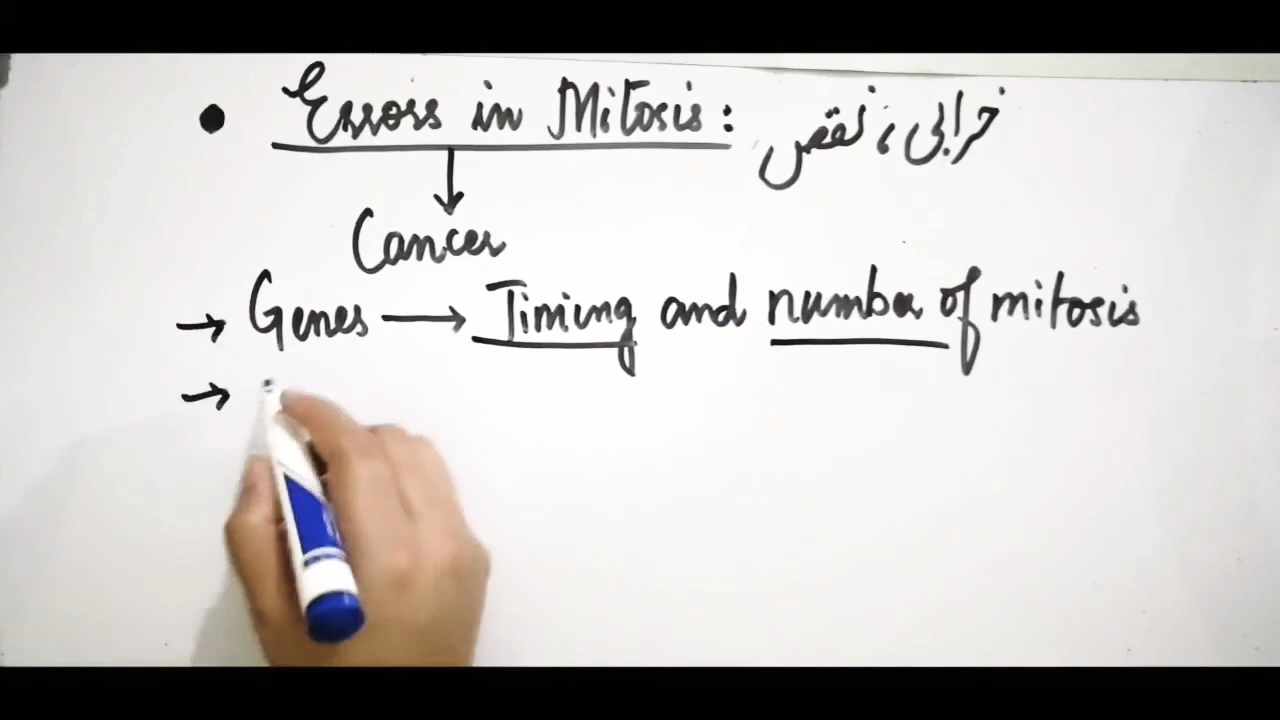 • Errors in Mitosis: خرابی، نقص
↓
Cancer
→ Genes → Timing and number of mitosis
→